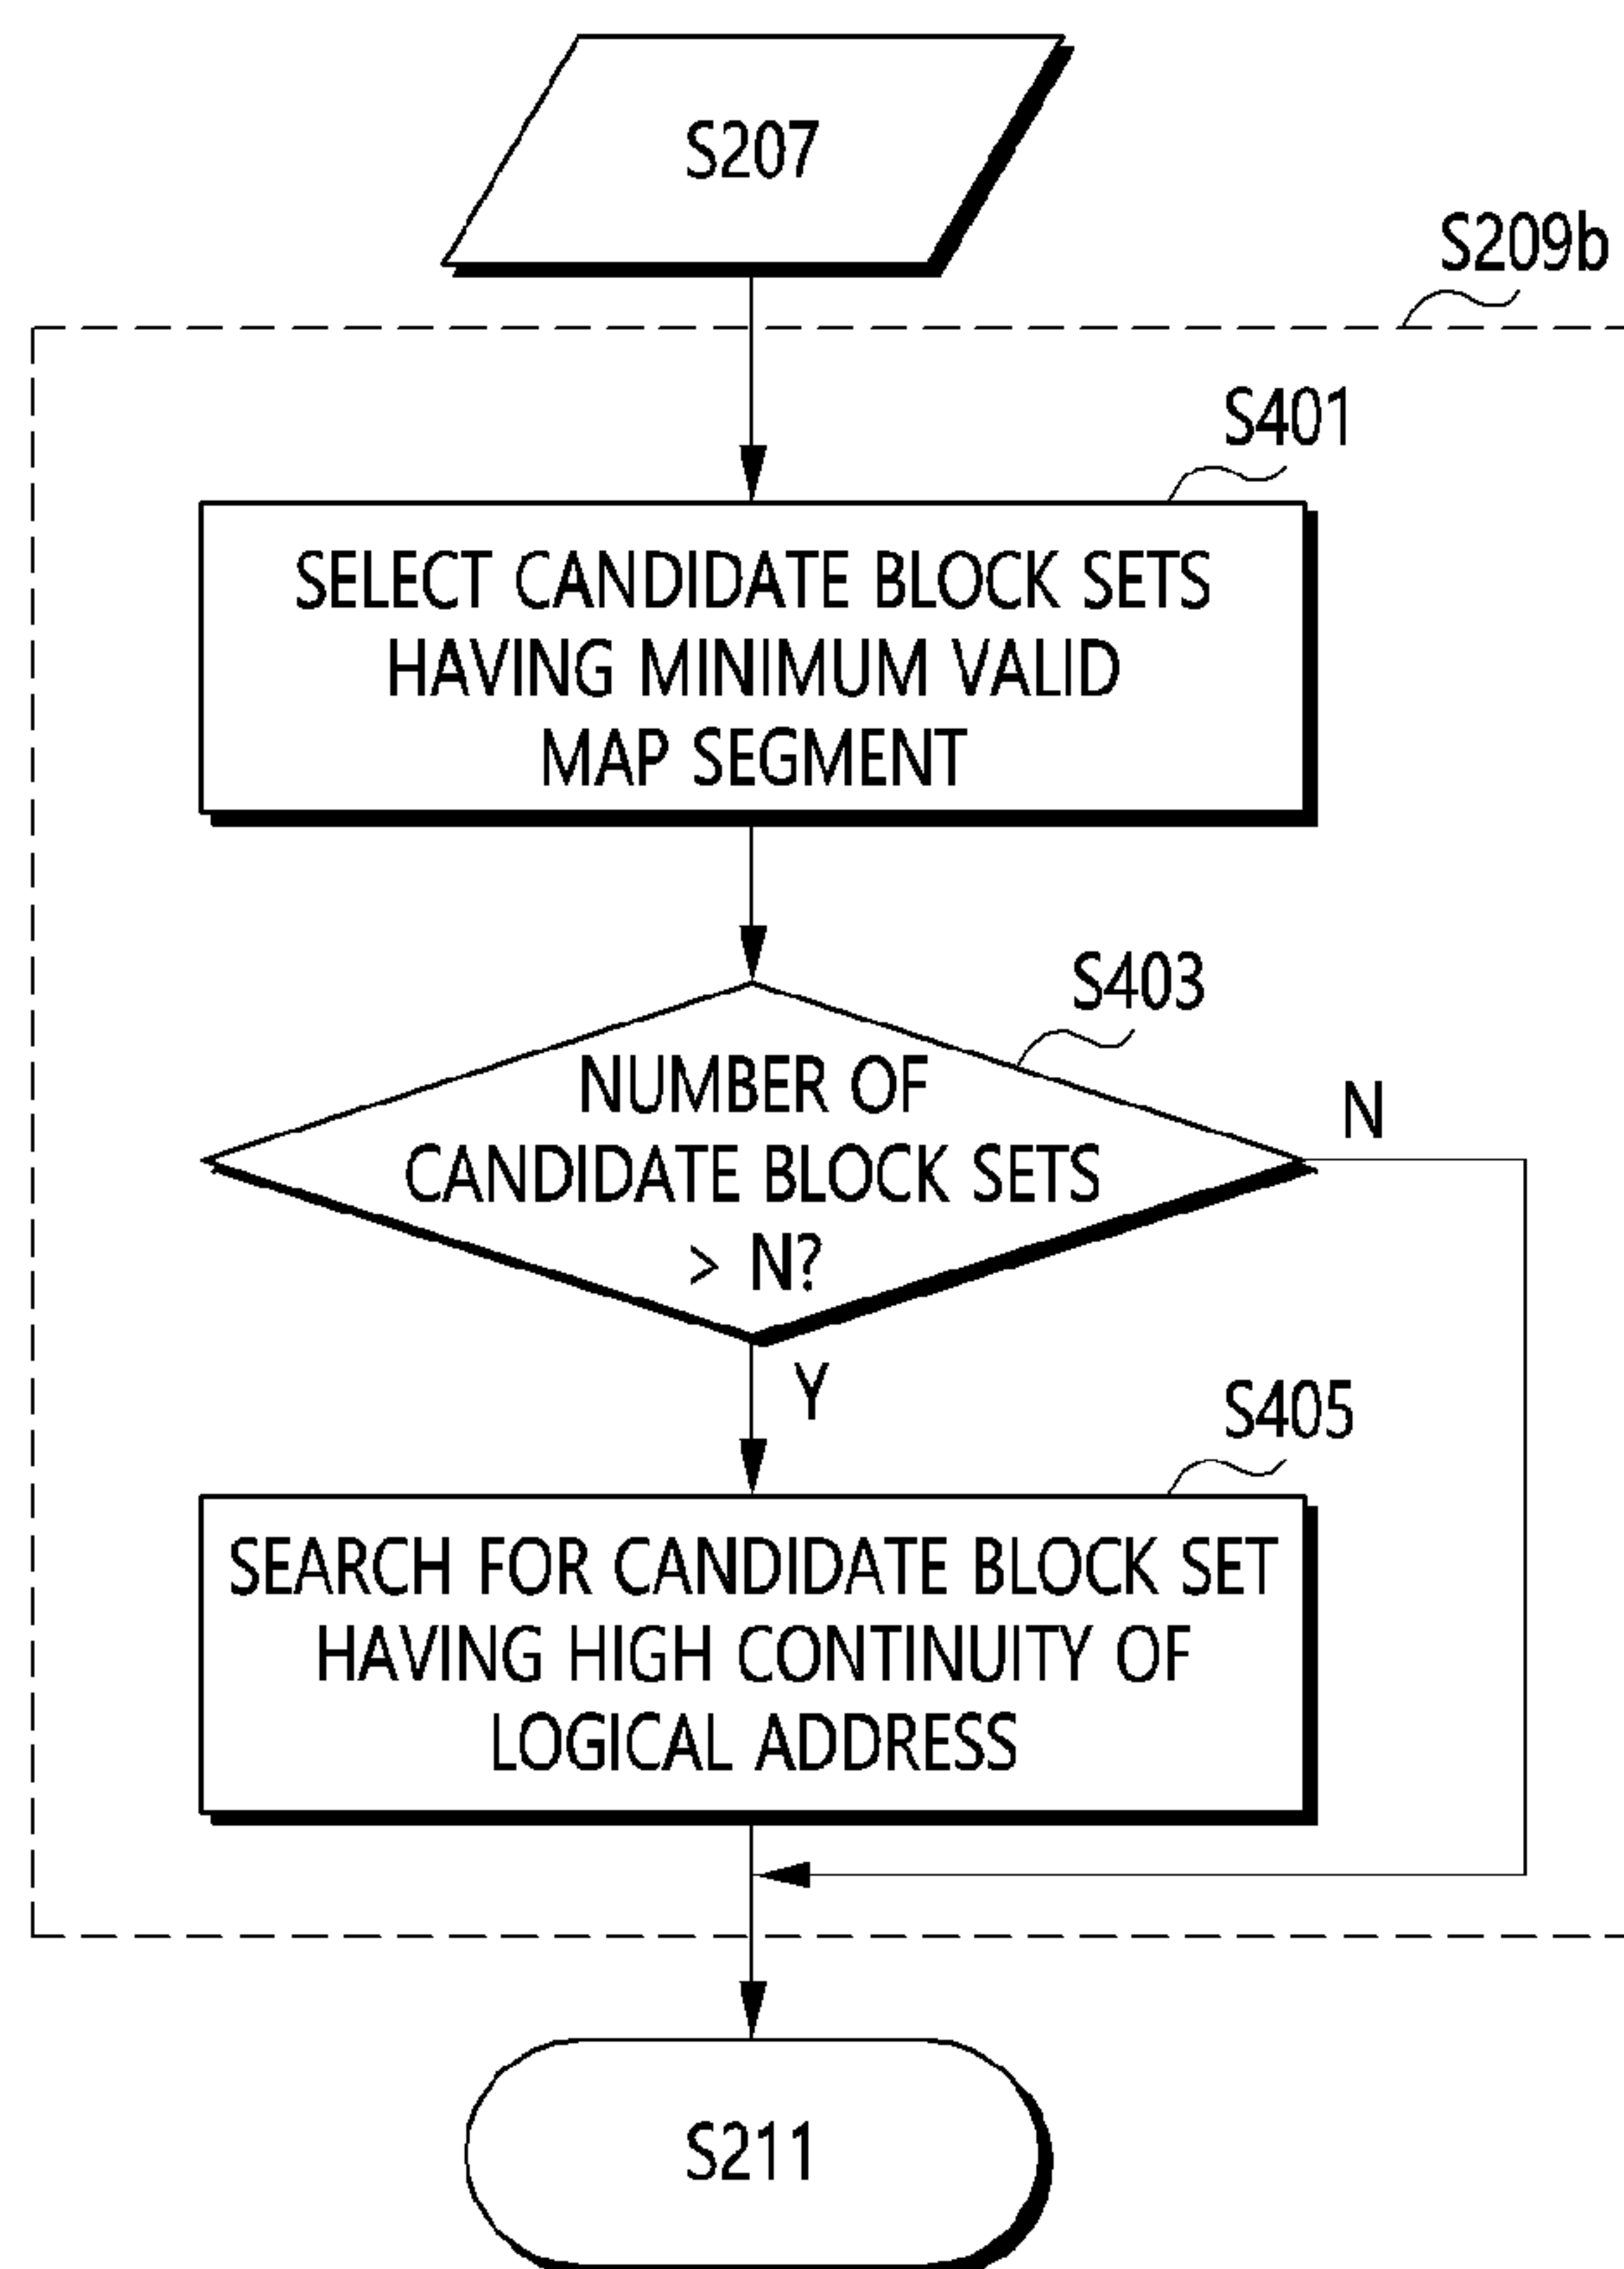 S207
S209b
S401
SELECT CANDIDATE BLOCK SETS
HAVING MINIMUM VALID
MAP SEGMENT
S403
NUMBER OF
CANDIDATE BLOCK SETS
> N?
N
Y
S405
SEARCH FOR CANDIDATE BLOCK SET
HAVING HIGH CONTINUITY OF
LOGICAL ADDRESS
S211